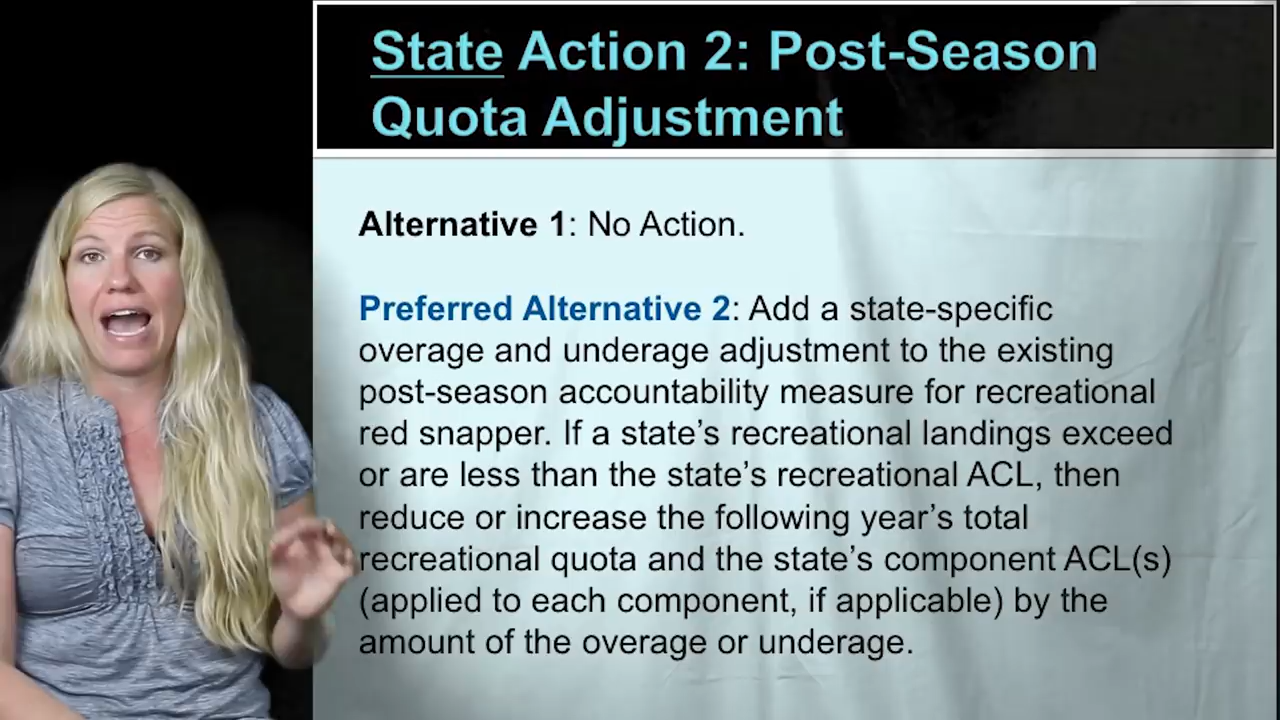 State Action 2: Post-Season
Quota Adjustment
Alternative 1: No Action.
Preferred Alternative 2: Add a state-specific
overage and underage adjustment to the existing
post-season accountability measure for recreational
red snapper. If a state's recreational landings exceed
or are less than the state's recreational ACL, then
reduce or increase the following year's total
recreational quota and the state's component ACL(s)
(applied to each component, if applicable) by the
amount of the overage or underage.